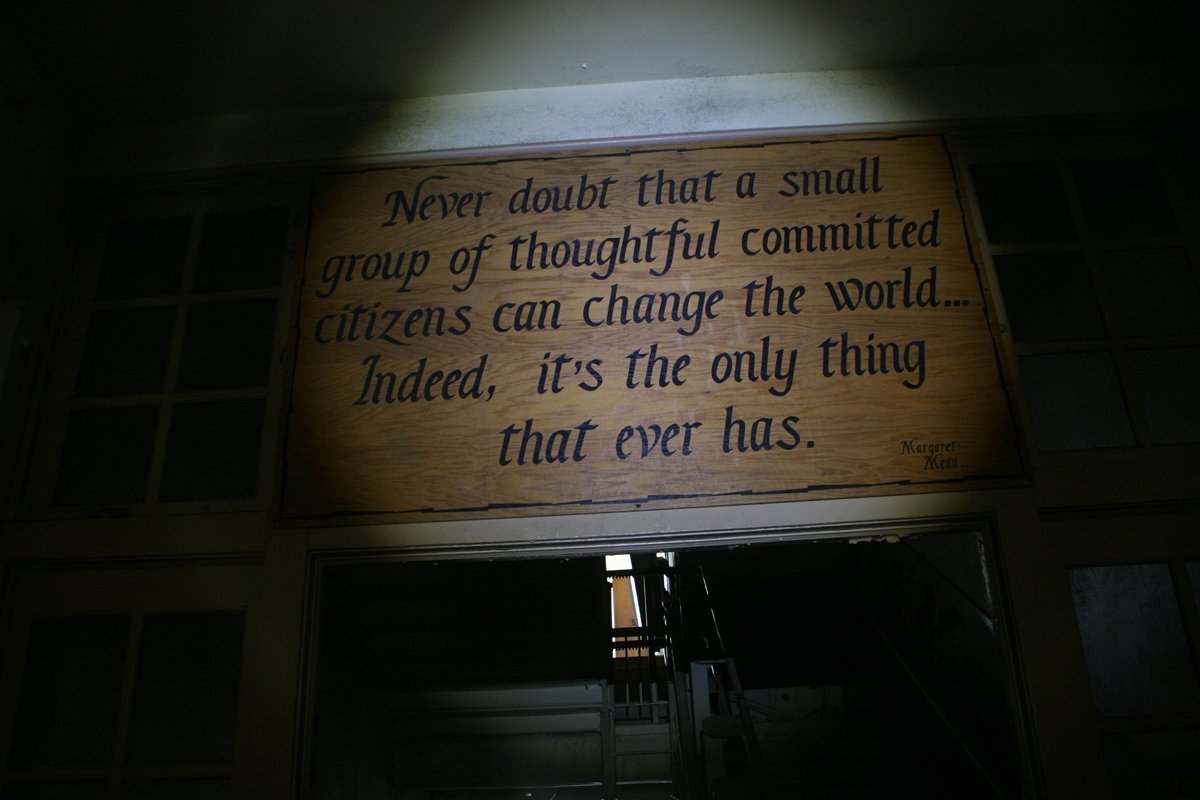 Never doubt that a small
group of thoughtful committed
citizens can change the world...
Indeed, it's the only thing
that ever has.
Margaret
Mead...